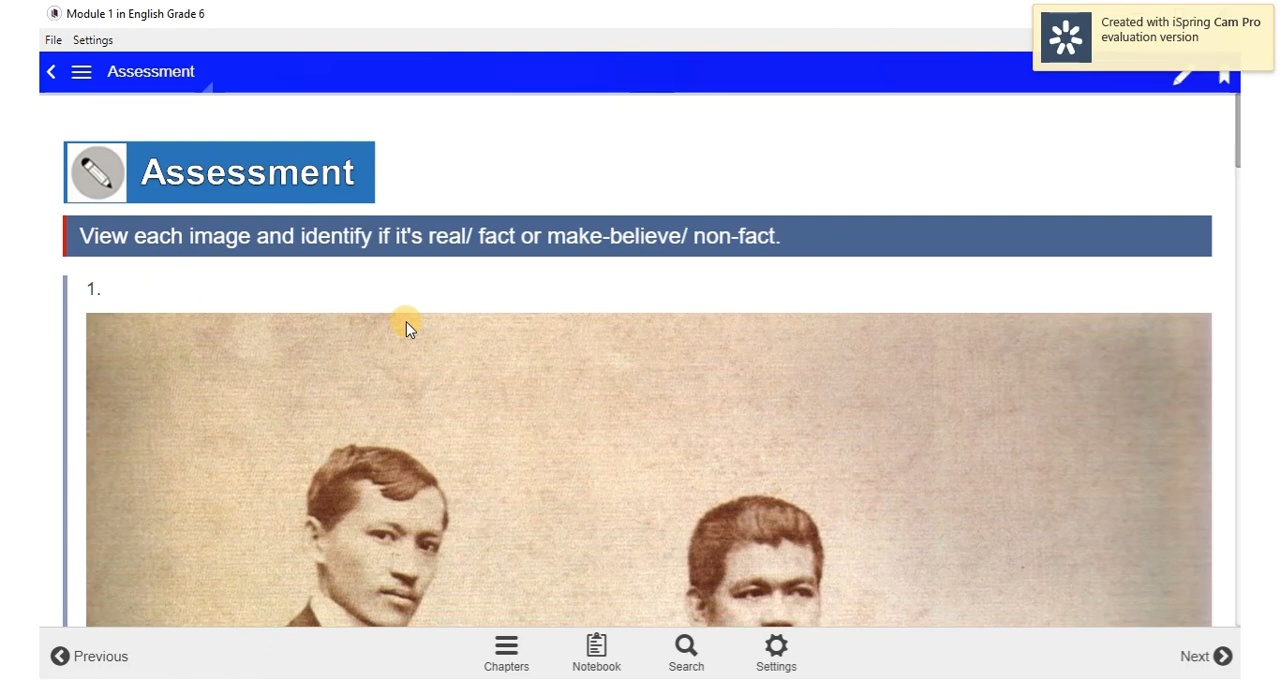 Module 1 in English Grade 6
Created with iSpring Cam Pro
evaluation version
File Settings
Assessment
Assessment
View each image and identify if it's real/ fact or make-believe/ non-fact.
1.
Previous
Chapters
Notebook
Search
Settings
Next